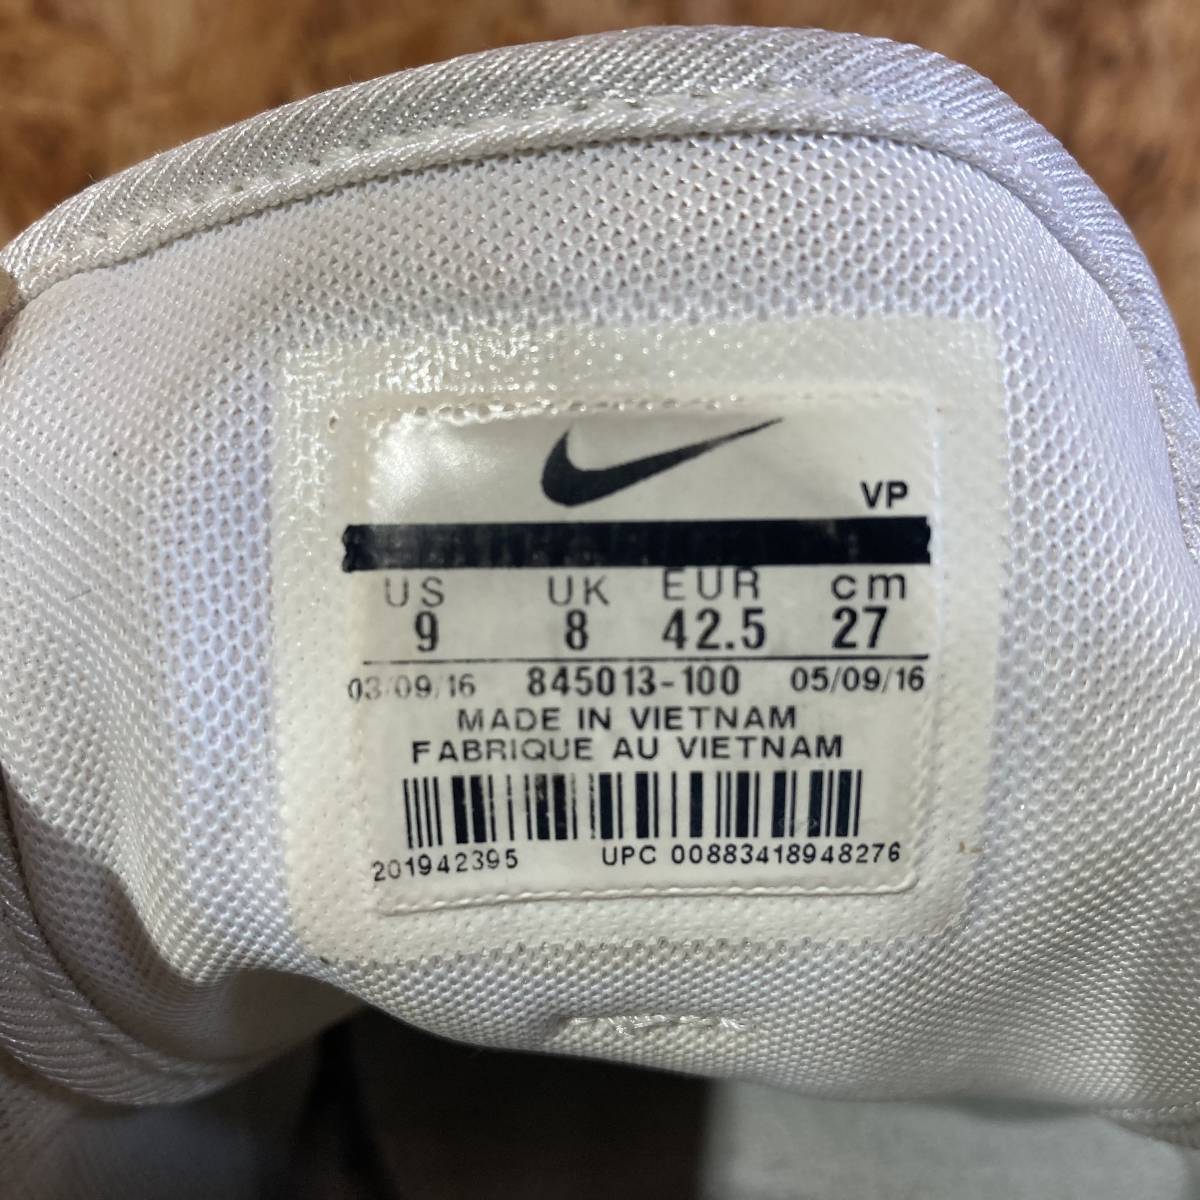 VP
US UK EUR cm
9 8 42.5 27
03/09/16 845013-100 05/09/16
MADE IN VIETNAM
FABRIQUE AU VIETNAM
201942395 UPC 00883418948276